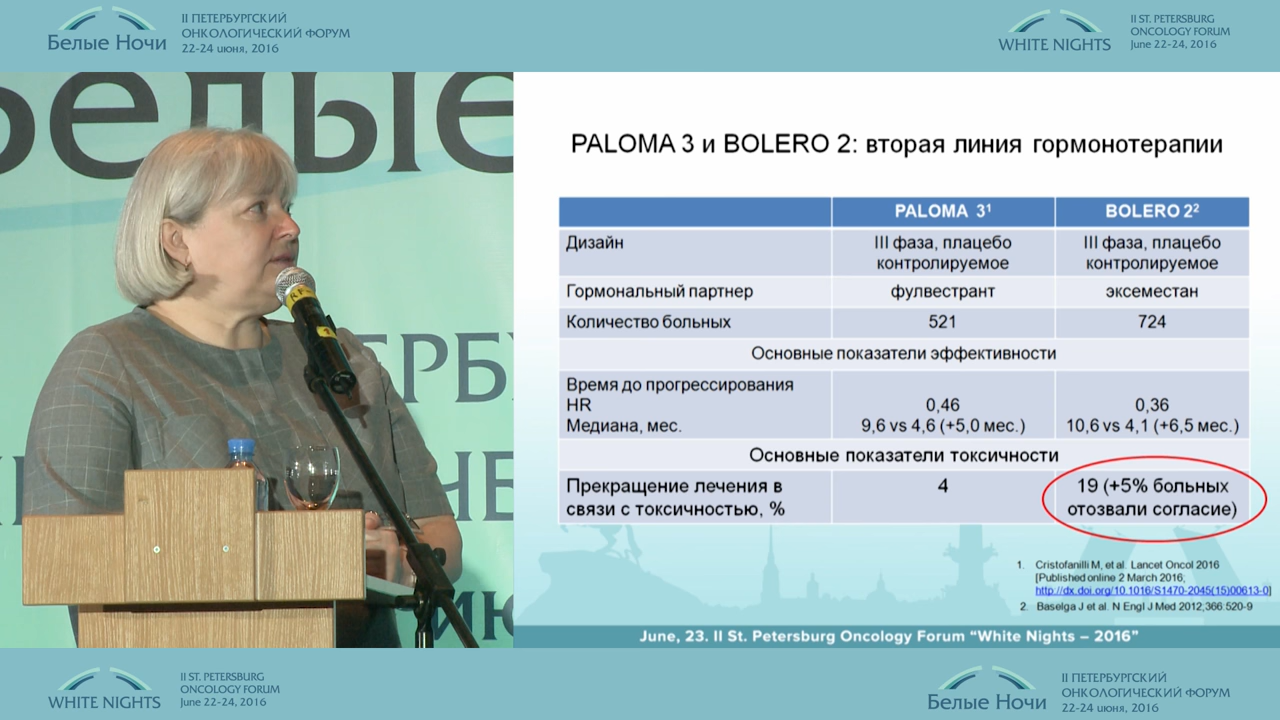 II ПЕТЕРБУРГСКИЙ
ОНКОЛОГИЧЕСКИЙ ФОРУМ
22-24 июня, 2016
Белые Ночи
II ST. PETERSBURG
ONCOLOGY FORUM
June 22-24, 2016
WHITE NIGHTS
Белые
PALOMA 3 и BOLERO 2: вторая линия гормонотерапии
PALOMA 3¹
BOLERO 2²
Дизайн
III фаза, плацебо
контролируемое
III фаза, плацебо
контролируемое
Гормональный партнер
фулвестрант
эксеместан
Количество больных
521
724
Основные показатели эффективности
Время до прогрессирования
HR
0,46
0,36
Медиана, мес.
9,6 vs 4,6 (+5,0 мес.)
10,6 vs 4,1 (+6,5 мес.)
Основные показатели токсичности
Прекращение лечения в
связи с токсичностью, %
4
19 (+5% больных
отозвали согласие)
1. Cristofanilli M, et al. Lancet Oncol 2016
[Published online 2 March 2016;
http://dx.doi.org/10.1016/S1470-2045(15)00613-0]
2. Baselga J et al. N Engl J Med 2012;366:520-9
June, 23. II St. Petersburg Oncology Forum “White Nights – 2016”
WHITE NIGHTS
II ST. PETERSBURG
ONCOLOGY FORUM
June 22-24, 2016
Белые Ночи
II ПЕТЕРБУРГСКИЙ
ОНКОЛОГИЧЕСКИЙ ФОРУМ
22-24 июня, 2016